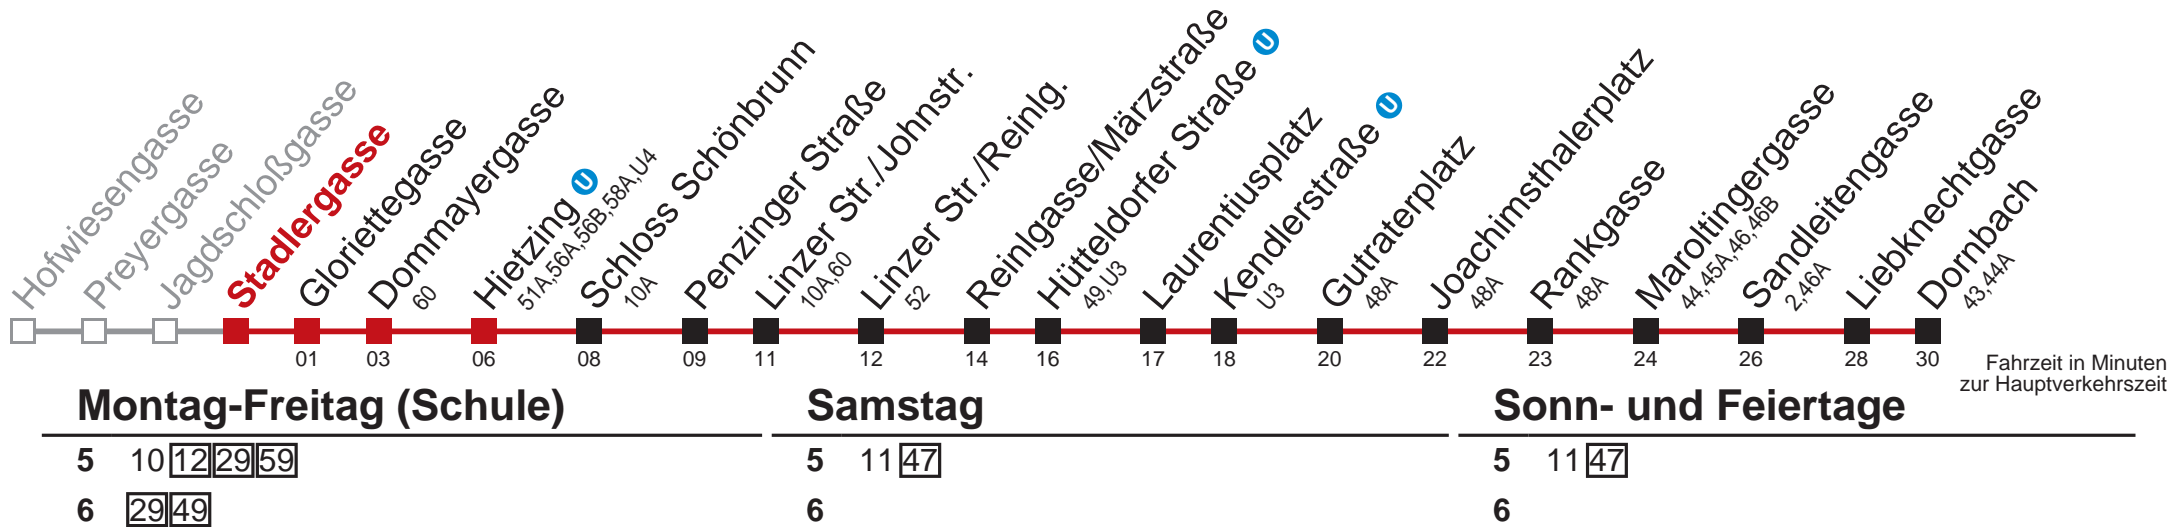 Hofwiesengasse
Preyergasse
Jagdschloßgasse
Stadlergasse
Gloriettegasse
Dommayergasse
60
Hietzing U
51A,56A,56B,58A,U4
Schloss Schönbrunn
10A
Penzinger Straße
Linzer Str./Johnstr.
10A,60
Linzer Str./Reinlg.
52
Reinlgasse/Märzstraße
Hütteldorfer Straße U
49,U3
Laurentiusplatz
Kendlerstraße U
U3
Gutraterplatz
48A
Joachimsthalerplatz
48A
Rankgasse
48A
Maroltingergasse
44,45A,46,46B
Sandleitengasse
2,46A
Liebknechtgasse
Dornbach
43,44A
01 03 06 08 09 11 12 14 16 17 18 20 22 23 24 26 28 30
Fahrzeit in Minuten
zur Hauptverkehrszeit
Montag-Freitag (Schule)
5 10 12 29 59
6 29 49
Samstag
5 11 47
6
Sonn- und Feiertage
5 11 47
6